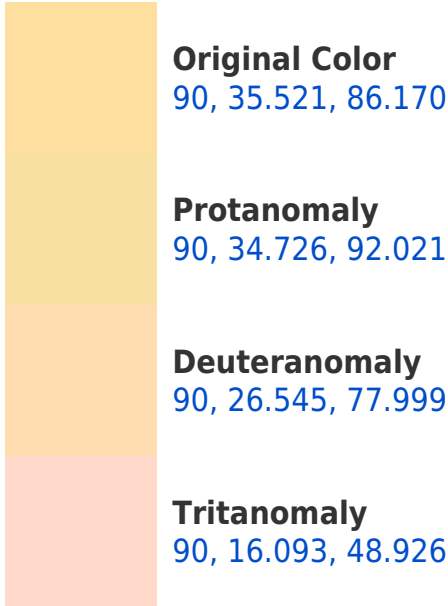 Original Color
90, 35.521, 86.170
Protanomaly
90, 34.726, 92.021
Deuteranomaly
90, 26.545, 77.999
Tritanomaly
90, 16.093, 48.926